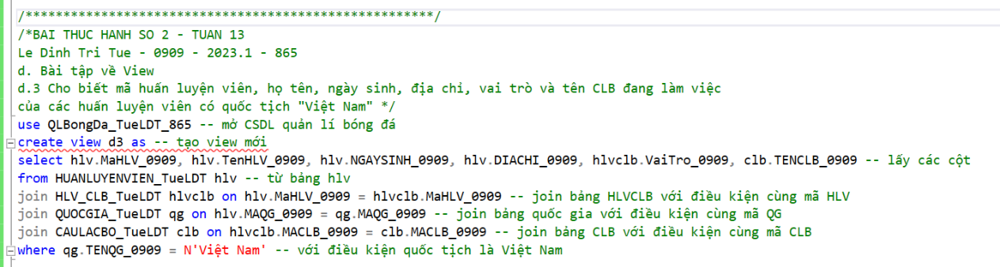 /******************************************************/
/*BAI THUC HANH SO 2 - TUAN 13
Le Dinh Tri Tue - 0909 - 2023.1 - 865
d. Bài tập về View
d.3 Cho biết mã huấn luyện viên, họ tên, ngày sinh, địa chỉ, vai trò và tên CLB đang làm việc
của các huấn luyện viên có quốc tịch "Việt Nam" */
use QLBongDa_TueLDT_865 -- mở CSDL quản lí bóng đá
create view d3 as -- tạo view mới
select hlv.MaHLV_0909, hlv.TenHLV_0909, hlv.NGAYSINH_0909, hlv.DIACHI_0909, hlvclb.VaiTro_0909, clb.TENCLB_0909 -- lấy các cột
from HUANLUYENVIEN_TueLDT hlv -- từ bảng hlv
join HLV_CLB_TueLDT hlvclb on hlv.MaHLV_0909 = hlvclb.MaHLV_0909 -- join bảng HLVCLB với điều kiện cùng mã HLV
join QUOCGIA_TueLDT qg on hlv.MAQG_0909 = qg.MAQG_0909 -- join bảng quốc gia với điều kiện cùng mã QG
join CAULACBO_TueLDT clb on hlvclb.MACLB_0909 = clb.MACLB_0909 -- join bảng CLB với điều kiện cùng mã CLB
where qg.TENQG_0909 = N'Việt Nam' -- với điều kiện quốc tịch là Việt Nam